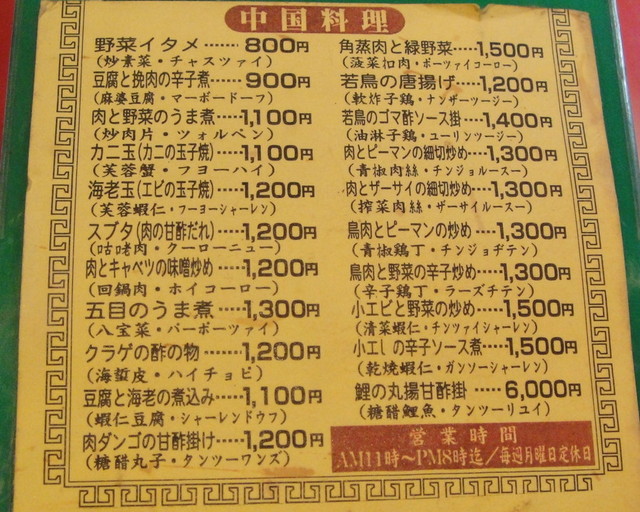 中国料理
野菜イタメ……800円
(炒素菜・チャスツァイ)
豆腐と挽肉の辛子煮……900円
(麻婆豆腐・マーボードーフ)
肉と野菜のうま煮……1,100円
(炒肉片・ツォルペン)
カニ玉(カニの玉子焼)……1,100円
(芙蓉蟹・フヨーハイ)
海老玉(エビの玉子焼)……1,200円
(芙蓉蝦仁・フーヨーシャーレン)
スブタ(肉の甘酢だれ)……1,200円
(咕咾肉・クーローニュー)
肉とキャベツの味噌炒め……1,200円
(回鍋肉・ホイコーロー)
五目のうま煮……1,300円
(八宝菜・バーボーツァイ)
クラゲの酢の物……1,200円
(海蜇皮・ハイチョピ)
豆腐と海老の煮込み……1,100円
(蝦仁豆腐・シャーレンドウフ)
肉ダンゴの甘酢掛け……1,200円
(糖醋丸子・タンツーワンズ)
角蒸肉と緑野菜……1,500円
(菠菜扣肉・ボーツァイコーロー)
若鳥の唐揚げ……1,200円
(軟炸子鶏・ナンザーツージー)
若鳥のゴマ酢ソース掛……1,400円
(油淋子鶏・ユーリンツージー)
肉とピーマンの細切炒め……1,300円
(青椒肉絲・チンジョルースー)
肉とザーサイの細切炒め……1,300円
(搾菜肉絲・ザーサイルースー)
鳥肉とピーマンの炒め……1,300円
(青椒鶏丁・チンジョヂテン)
鳥肉と野菜の辛子炒め……1,300円
(辛子鶏丁・ラーズチテン)
小エビと野菜の炒め……1,500円
(清菜蝦仁・チンツァイシャーレン)
小エしの辛子ソース煮……1,500円
(乾焼蝦仁・ガンソーシャーレン)
鯉の丸揚甘酢掛……6,000円
(糖醋鯉魚・タンツーリユイ)
営業時間
AM11時〜PM8時迄/毎週月曜日定休日